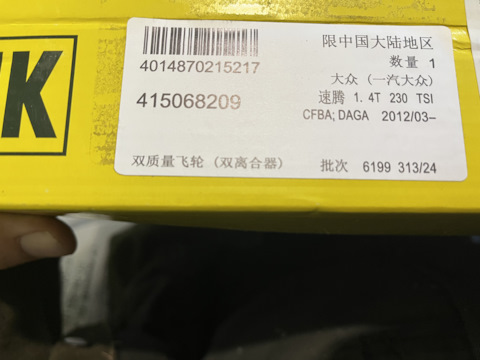 UK
4014870215217
415068209
双质量飞轮（双离合器）
限中国大陆地区
数量 1
大众（一汽大众）
速腾 1.4T 230 TSI
CFBA; DAGA 2012/03-
批次 6199 313/24